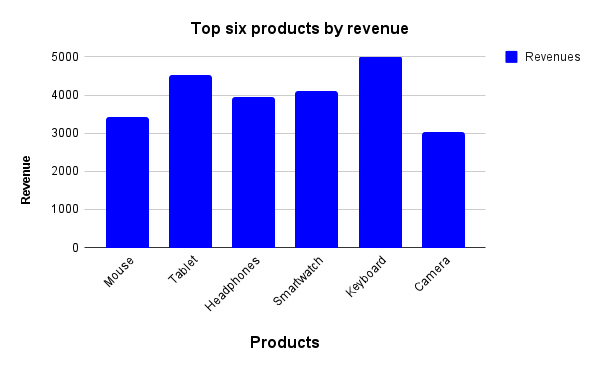 Top six products by revenue
Revenues
5000
4000
3000
2000
1000
0
Revenue
Mouse
Tablet
Headphones
Smartwatch
Keyboard
Camera
Products